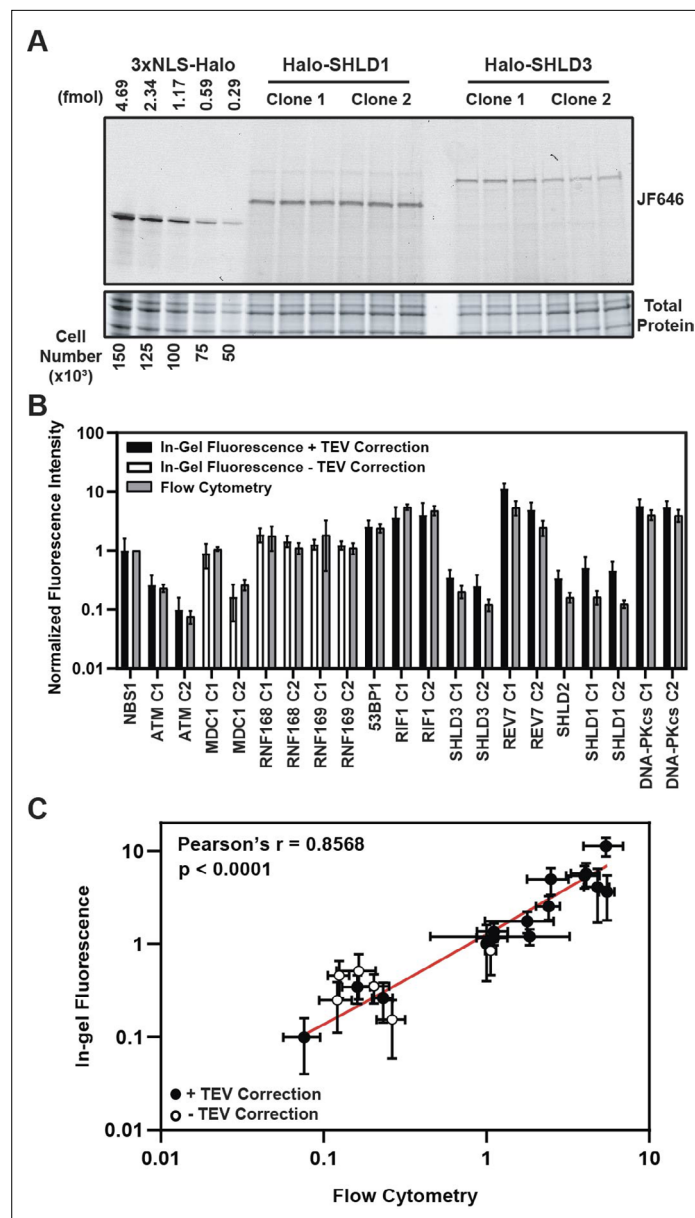 A
3xNLS-Halo
Halo-SHLD1
Halo-SHLD3
(fmol)
4.69
2.34
1.17
0.59
0.29
Clone 1
Clone 2
Clone 1
Clone 2
JF646
Total
Protein
Cell
Number
(x10³)
150
125
100
75
50
B
Normalized Fluorescence Intensity
100
10
1
0.1
0.01
In-Gel Fluorescence + TEV Correction
In-Gel Fluorescence - TEV Correction
Flow Cytometry
NBS1
ATM C1
ATM C2
MDC1 C1
MDC1 C2
RNF168 C1
RNF168 C2
RNF169 C1
RNF169 C2
53BP1
RIF1 C1
RIF1 C2
SHLD3 C1
SHLD3 C2
REV7 C1
REV7 C2
SHLD2
SHLD1 C1
SHLD1 C2
DNA-PKcs C1
DNA-PKcs C2
C
Pearson's r = 0.8568
p < 0.0001
In-gel Fluorescence
10
1
0.1
0.01
+ TEV Correction
- TEV Correction
0.01
0.1
1
10
Flow Cytometry